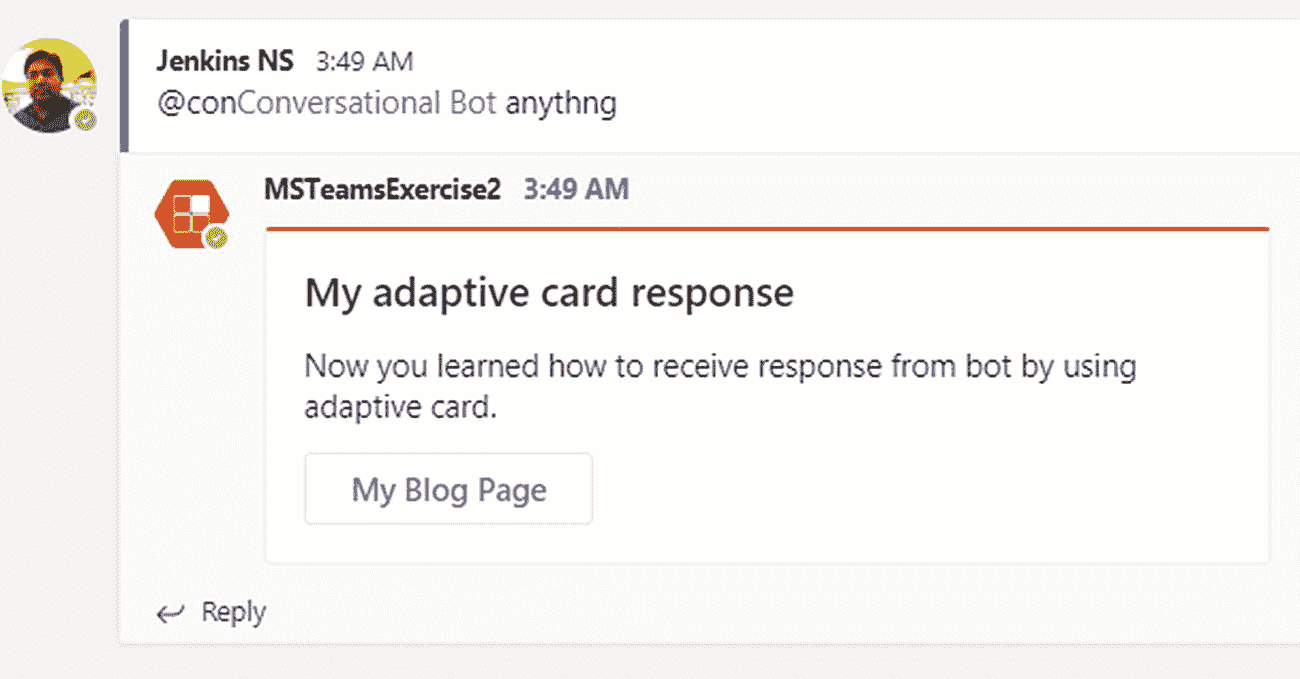 Jenkins NS 3:49 AM
@conConversational Bot anythng
MSTeamsExercise2 3:49 AM
My adaptive card response
Now you learned how to receive response from bot by using
adaptive card.
My Blog Page
Reply